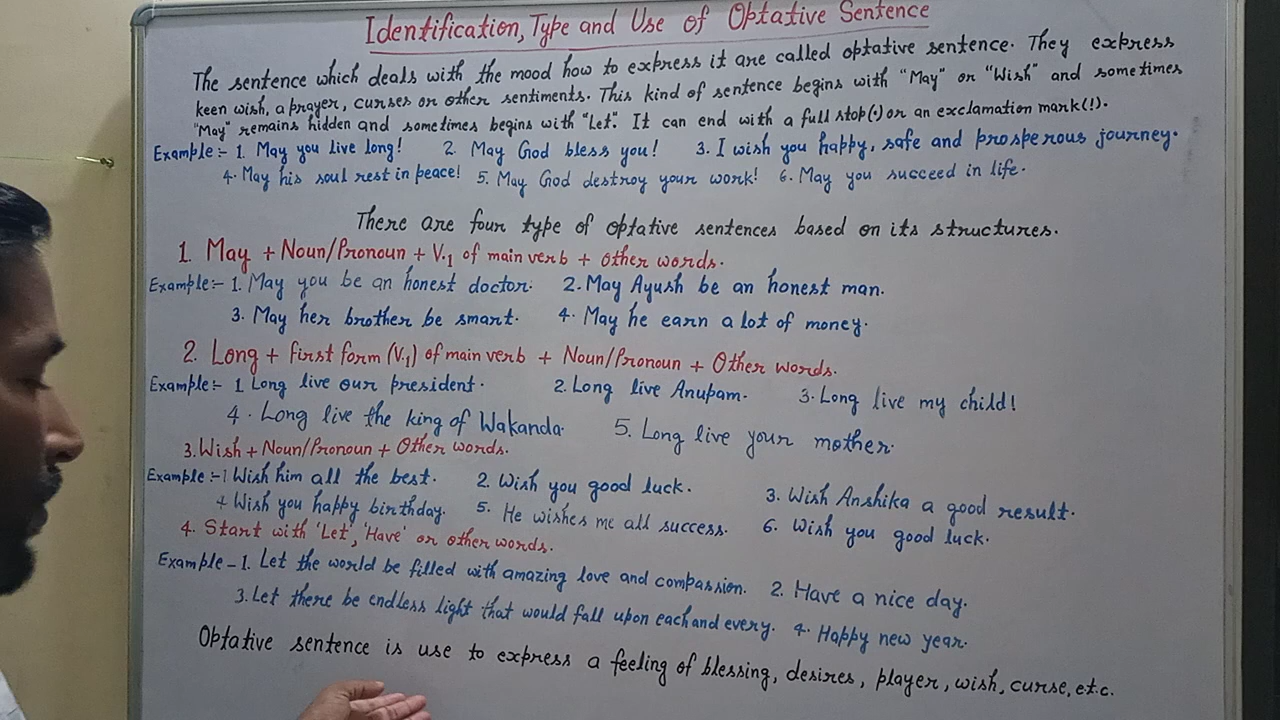 Identification, Type and Use of Optative Sentence
The sentence which deals with the mood how to express it are called optative sentence. They express
keen wish, a prayer, curses or other sentiments. This kind of sentence begins with "May" or "Wish" and sometimes
"May" remains hidden and sometimes begins with "Let". It can end with a full stop(.) or an exclamation mark(!).
Example:- 1. May you live long! 2. May God bless you! 3. I wish you happy, safe and prosperous journey.
4. May his soul rest in peace! 5. May God destroy your work! 6. May you succeed in life.
There are four type of optative sentences based on its structures.
1. May + Noun/Pronoun + V.1 of main verb + other words.
Example:- 1. May you be an honest doctor. 2. May Ayush be an honest man.
3. May her brother be smart. 4. May he earn a lot of money.
2. Long + first form (V.1) of main verb + Noun/Pronoun + Other words.
Example:- 1 Long live our president. 2. Long live Anupam. 3. Long live my child!
4. Long live the king of Wakanda. 5. Long live your mother.
3. Wish + Noun/Pronoun + Other words.
Example:- 1 Wish him all the best. 2. Wish you good luck. 3. Wish Anshika a good result.
4 Wish you happy birthday. 5. He wishes me all success. 6. Wish you good luck.
4. Start with 'Let', 'Have' or other words.
Example - 1. Let the world be filled with amazing love and compassion. 2. Have a nice day.
3. Let there be endless light that would fall upon each and every. 4. Happy new year.
Optative sentence is use to express a feeling of blessing, desires, player, wish, curse, etc.